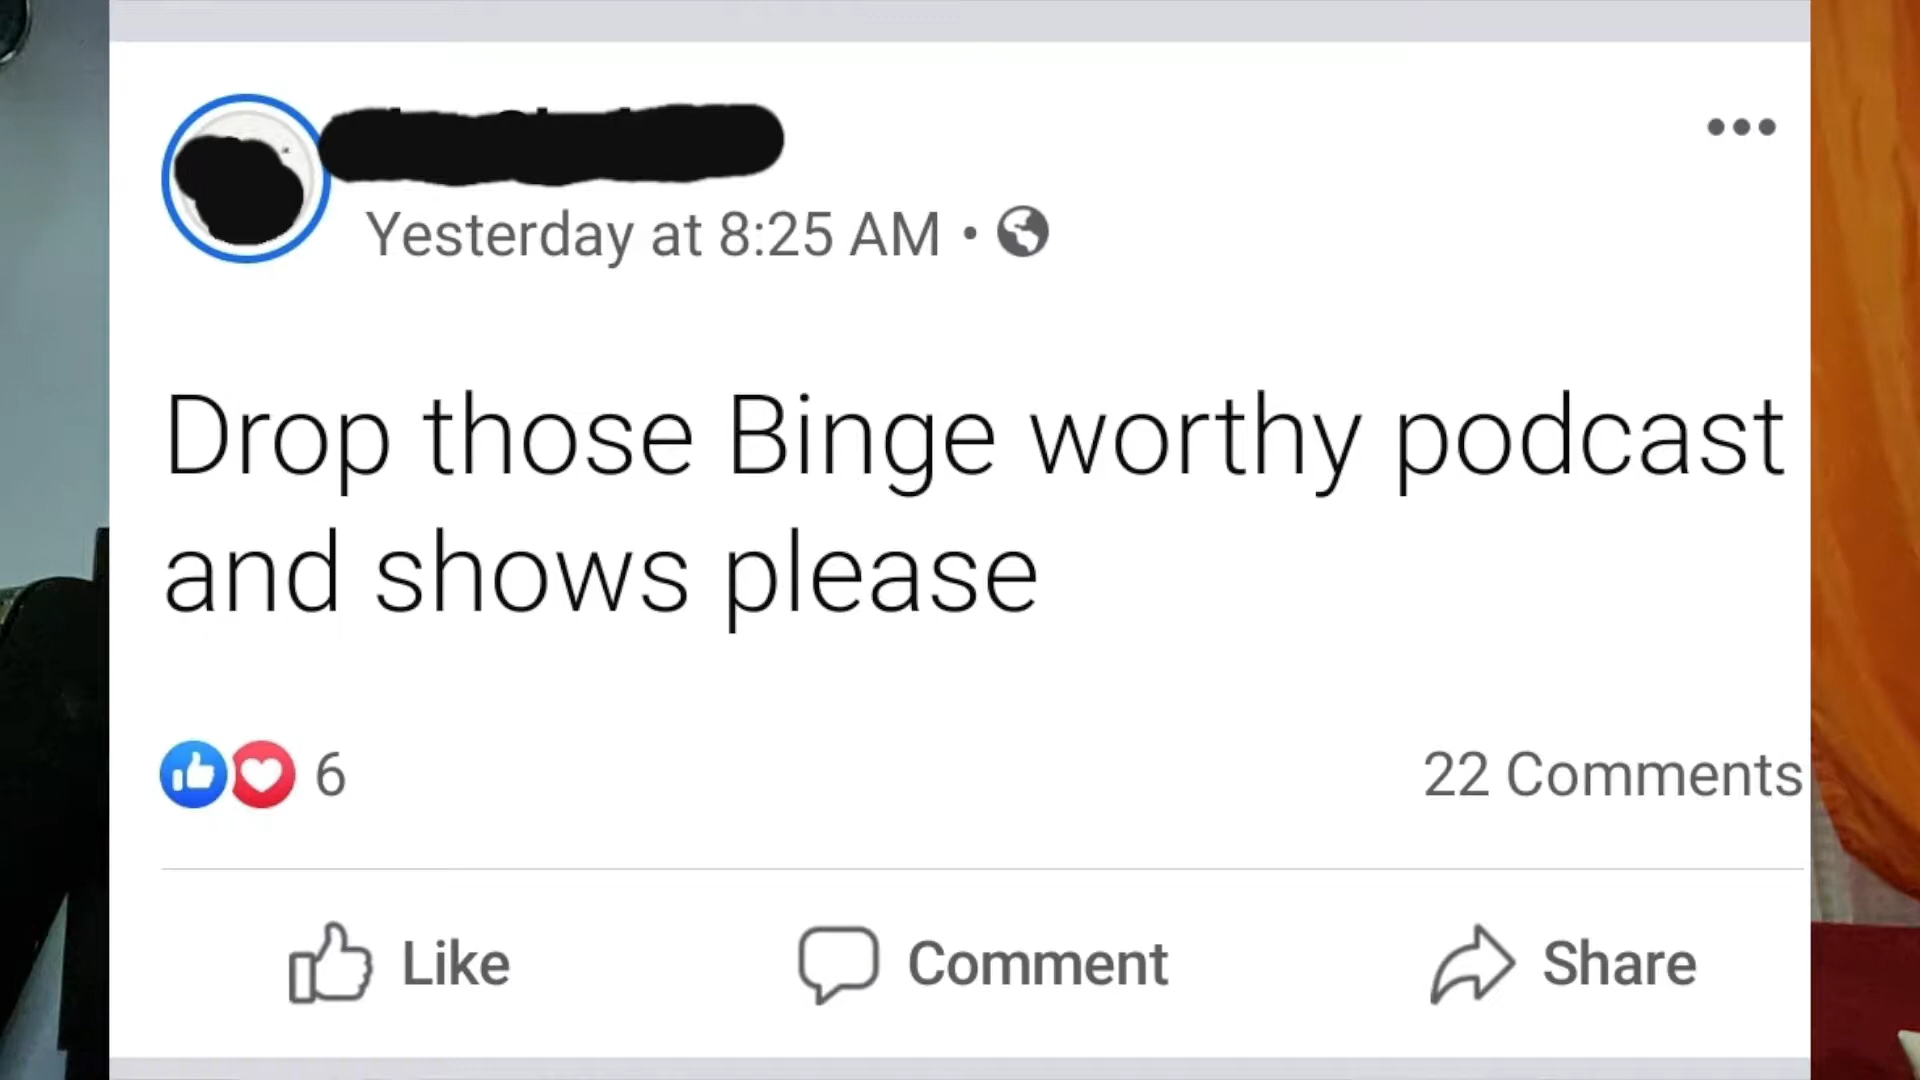 Yesterday at 8:25 AM •
Drop those Binge worthy podcast
and shows please
6
22 Comments
Like
Comment
Share